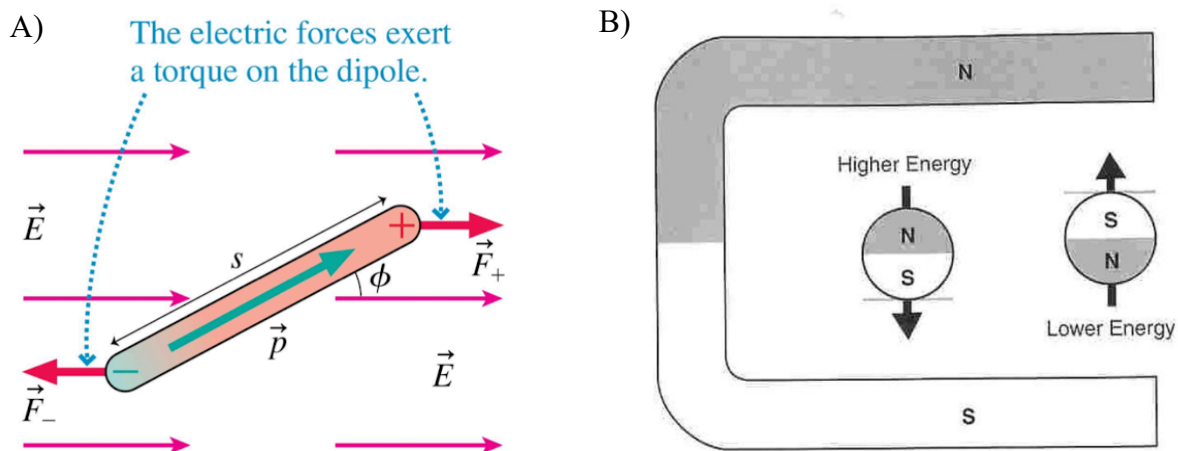 A)
The electric forces exert
a torque on the dipole.
E
s
+
F+
ϕ
p
−
F−
E
B)
N
Higher Energy
N
S
S
N
Lower Energy
S